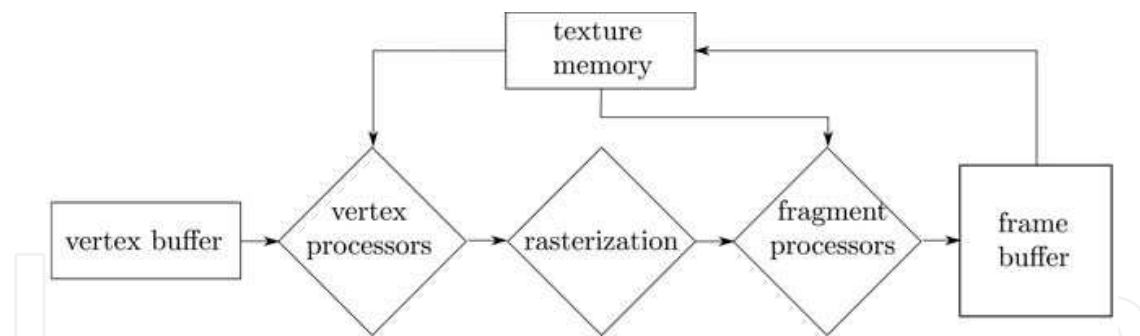 texture
memory
vertex buffer
vertex
processors
rasterization
fragment
processors
frame
buffer